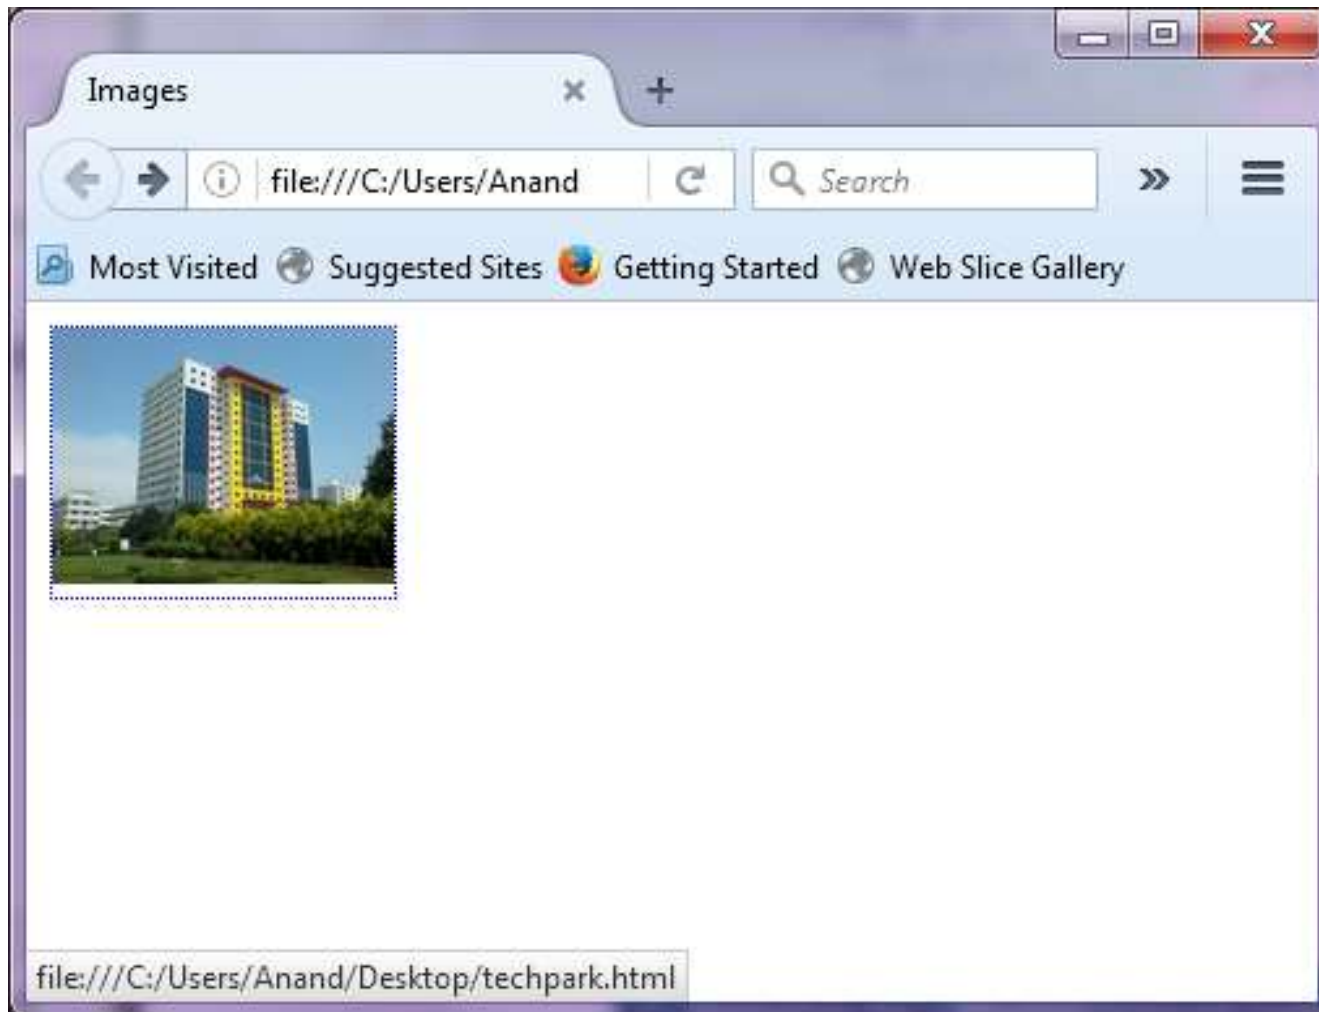 Images
file:///C:/Users/Anand
Search
Most Visited Suggested Sites Getting Started Web Slice Gallery
file:///C:/Users/Anand/Desktop/techpark.html